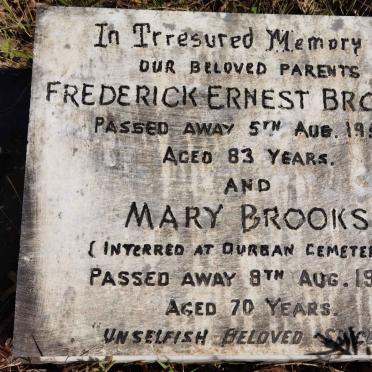 In Trresured Memory
OUR BELOVED PARENTS
FREDERICK ERNEST BRO
PASSED AWAY 5TH AUG. 19
AGED 83 YEARS.
AND
MARY BROOKS
( INTERRED AT DURBAN CEMETE
PASSED AWAY 8TH AUG. 19
AGED 70 YEARS.
"UNSELFISH BELOVED